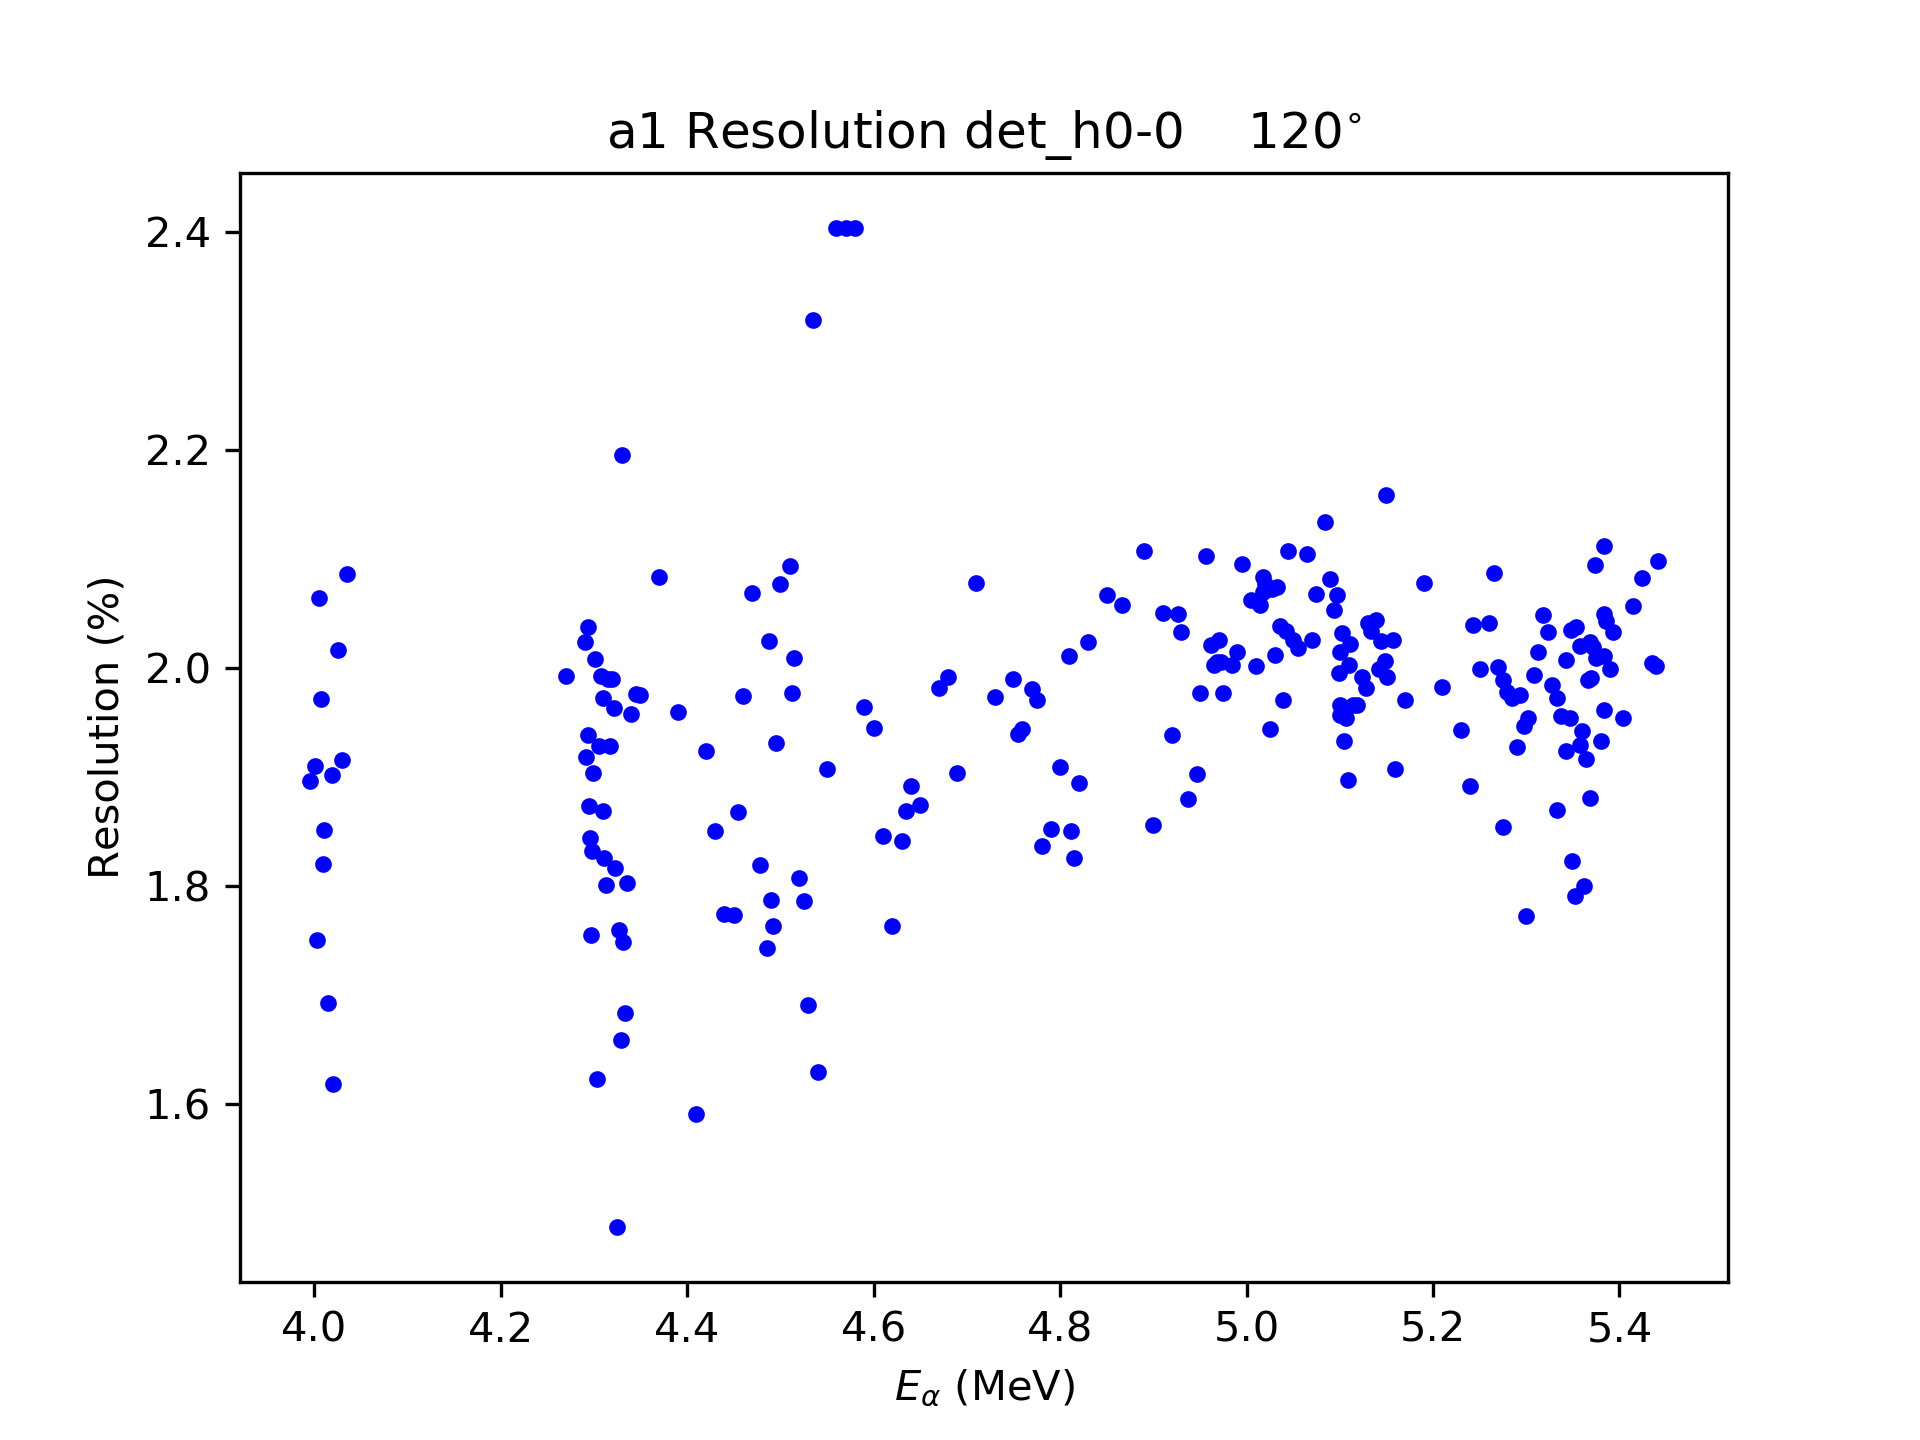 a1 Resolution det_h0-0 120°
Resolution (%)
2.4
2.2
2.0
1.8
1.6
4.0 4.2 4.4 4.6 4.8 5.0 5.2 5.4
Eα (MeV)